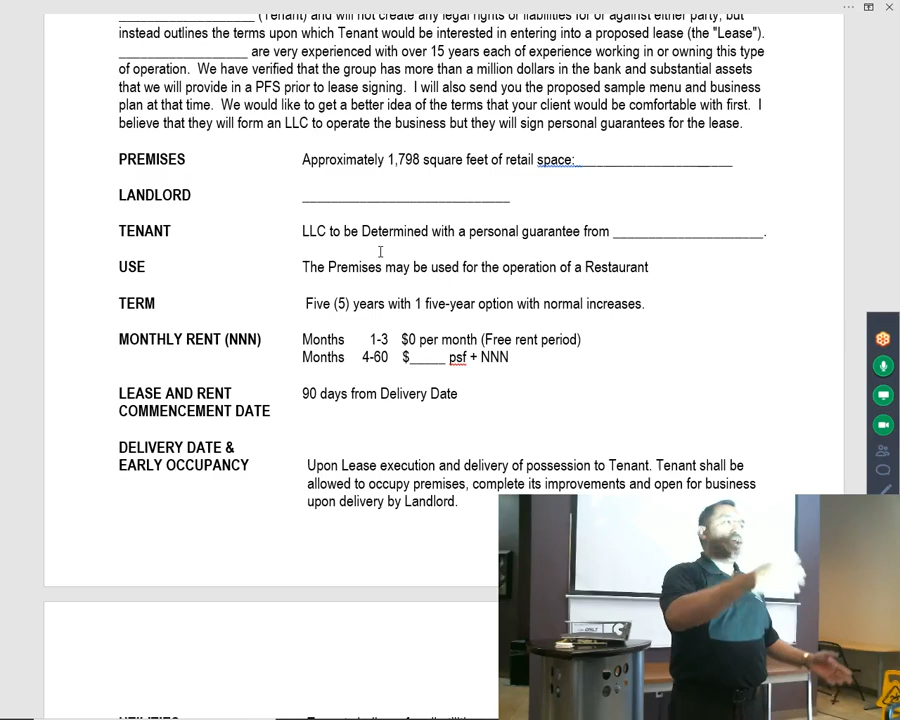 ____________________ (Tenant) and will not create any legal rights or liabilities for or against either party, but
instead outlines the terms upon which Tenant would be interested in entering into a proposed lease (the "Lease").
___________________ are very experienced with over 15 years each of experience working in or owning this type
of operation. We have verified that the group has more than a million dollars in the bank and substantial assets
that we will provide in a PFS prior to lease signing. I will also send you the proposed sample menu and business
plan at that time. We would like to get a better idea of the terms that your client would be comfortable with first. I
believe that they will form an LLC to operate the business but they will sign personal guarantees for the lease.
PREMISES Approximately 1,798 square feet of retail space:_______________________
LANDLORD ____________________________
TENANT LLC to be Determined with a personal guarantee from ____________________.
USE The Premises may be used for the operation of a Restaurant
TERM Five (5) years with 1 five-year option with normal increases.
MONTHLY RENT (NNN) Months 1-3 $0 per month (Free rent period)
Months 4-60 $_____ psf + NNN
LEASE AND RENT 90 days from Delivery Date
COMMENCEMENT DATE
DELIVERY DATE &
EARLY OCCUPANCY Upon Lease execution and delivery of possession to Tenant. Tenant shall be
allowed to occupy premises, complete its improvements and open for business
upon delivery by Landlord.